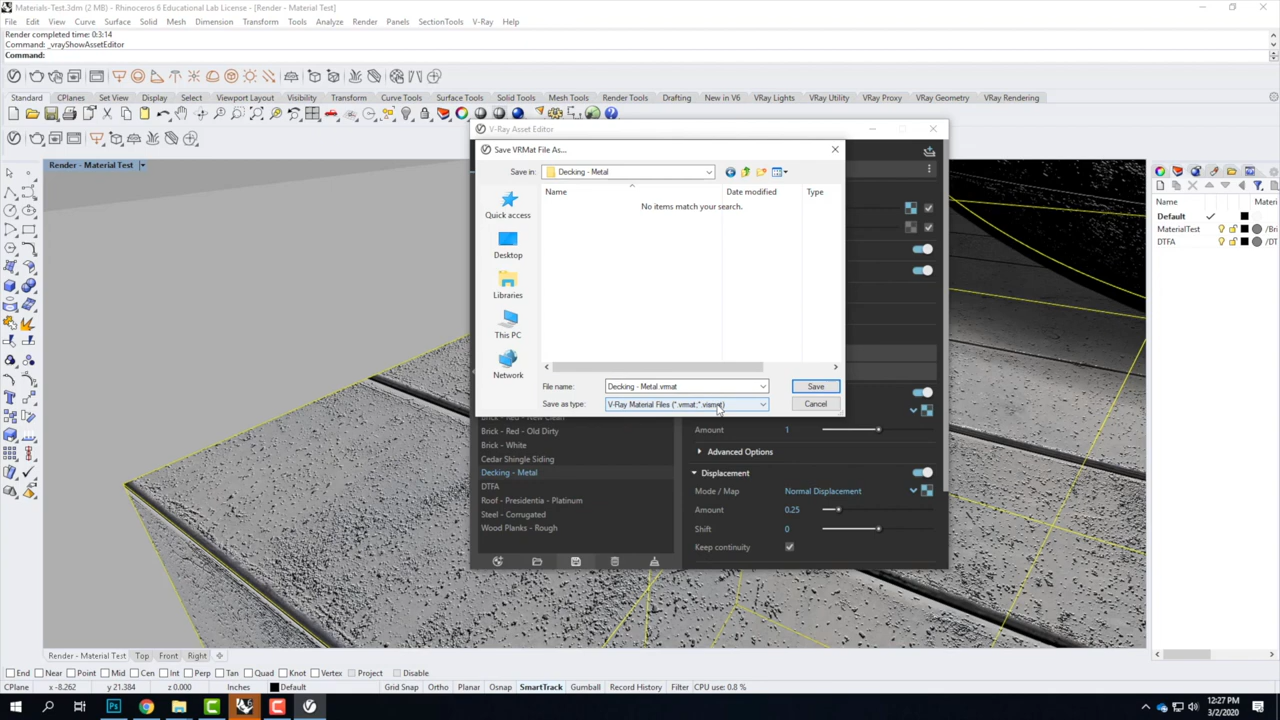 Materials-Test.3dm (2 MB) - Rhinoceros 6 Educational Lab License - [Render - Material Test]
File Edit View Curve Surface Solid Mesh Dimension Transform Tools Analyze Render Panels SectionTools V-Ray Help
Render completed time: 0:3:14
Command: _vrayShowAssetEditor
Command:
Standard CPlanes Set View Display Select Viewport Layout Visibility Transform Curve Tools Surface Tools Solid Tools Mesh Tools Render Tools Drafting New in V6 VRay Lights VRay Utility VRay Proxy VRay Geometry VRay Rendering
V-Ray Asset Editor
Render - Material Test
Save VRMat File As...
Save in: Decking - Metal
Name Date modified Type
No items match your search.
Quick access
Desktop
Libraries
This PC
Network
File name: Decking - Metal.vrmat Save
Save as type: V-Ray Material Files (*.vrmat;*.vismat) Cancel
Brick - Red - Old Dirty
Brick - White
Cedar Shingle Siding
Decking - Metal
DTFA
Roof - Presidentia - Platinum
Steel - Corrugated
Wood Planks - Rough
Amount 1
Advanced Options
Displacement
Mode / Map Normal Displacement
Amount 0.25
Shift 0
Keep continuity
Name Materi
Default
MaterialTest /Bri
DTFA /DT
Render - Material Test Top Front Right
End Near Point Mid Cen Int Perp Tan Quad Knot Vertex Project Disable
CPlane x -8.262 y 21.384 z 0.000 Inches Default Grid Snap Ortho Planar Osnap SmartTrack Gumball Record History Filter CPU use: 0.8 %
12:27 PM
3/2/2020